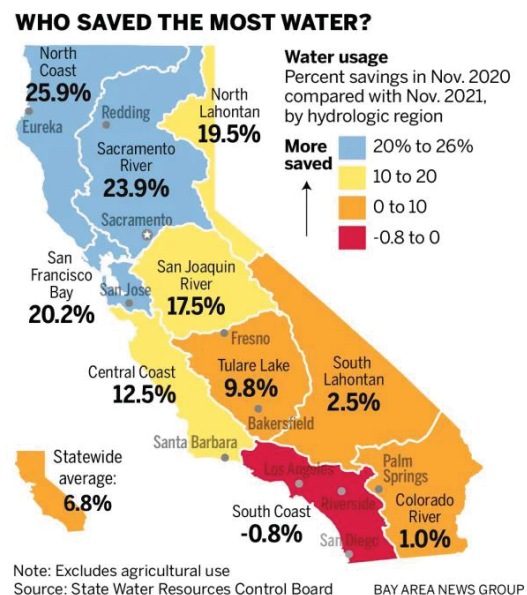 WHO SAVED THE MOST WATER?
Water usage
Percent savings in Nov. 2020
compared with Nov. 2021,
by hydrologic region
More
saved
20% to 26%
10 to 20
0 to 10
-0.8 to 0
North
Coast
25.9%
Eureka
Redding
North
Lahontan
19.5%
Sacramento
River
23.9%
Sacramento
San
Francisco
Bay
20.2%
San Jose
San Joaquin
River
17.5%
Fresno
Central Coast
12.5%
Tulare Lake
9.8%
Bakersfield
South
Lahontan
2.5%
Santa Barbara
Los Angeles
Riverside
San Diego
South Coast
-0.8%
Palm
Springs
Colorado
River
1.0%
Statewide
average:
6.8%
Note: Excludes agricultural use
Source: State Water Resources Control Board
BAY AREA NEWS GROUP